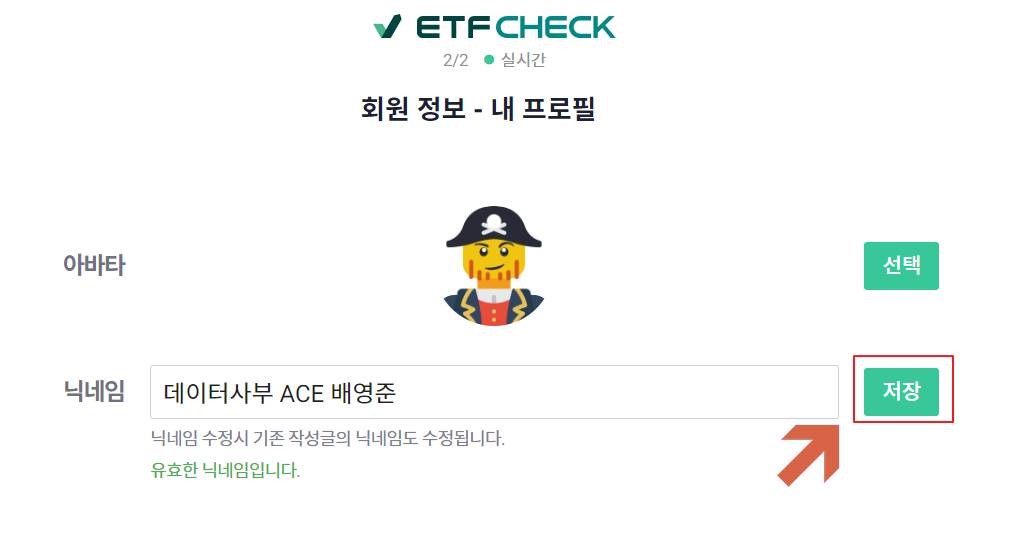 ETFCHECK
2/2 실시간
회원 정보 - 내 프로필
아바타 선택
닉네임 데이터사부 ACE 배영준 저장
닉네임 수정시 기존 작성글의 닉네임도 수정됩니다.
유효한 닉네임입니다.